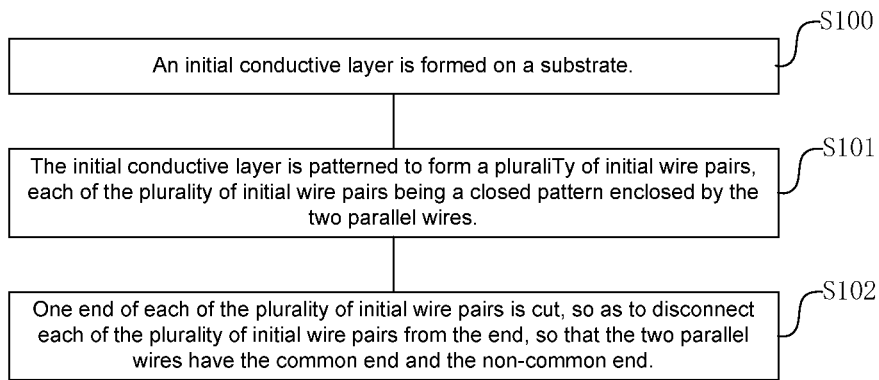 S100
An initial conductive layer is formed on a substrate.
S101
The initial conductive layer is patterned to form a pluraliTy of initial wire pairs,
each of the plurality of initial wire pairs being a closed pattern enclosed by the
two parallel wires.
S102
One end of each of the plurality of initial wire pairs is cut, so as to disconnect
each of the plurality of initial wire pairs from the end, so that the two parallel
wires have the common end and the non-common end.